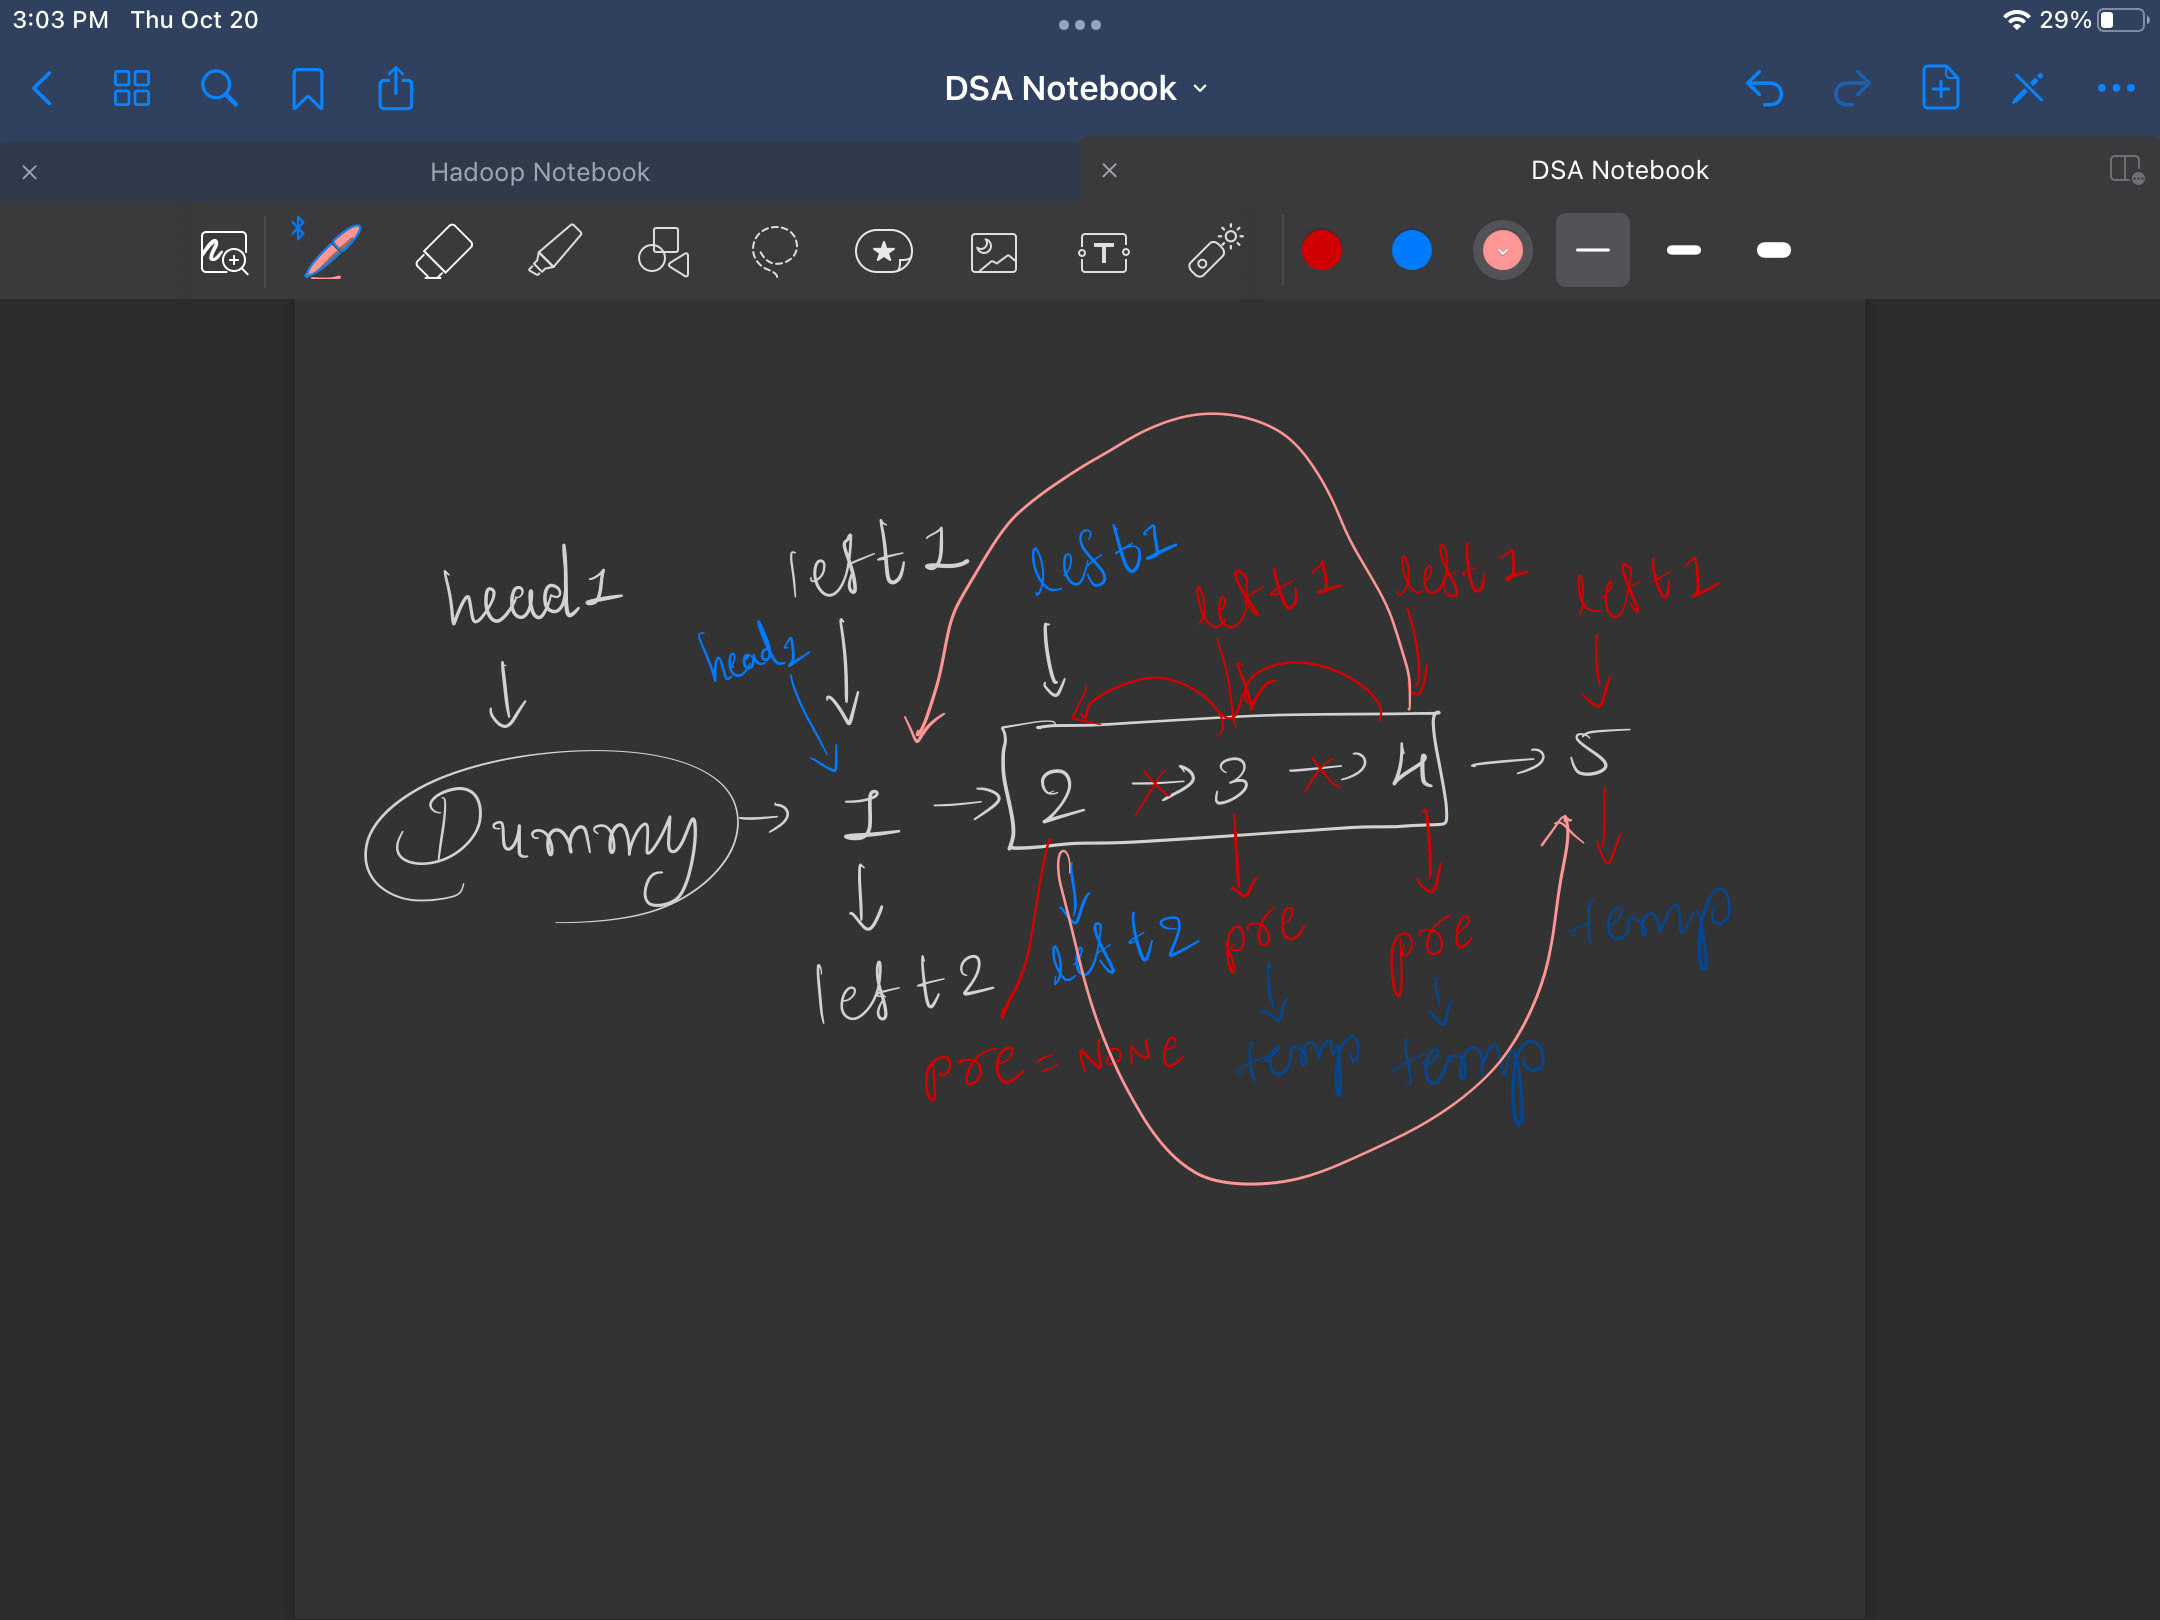 3:03 PM Thu Oct 20
29%
DSA Notebook
Hadoop Notebook
DSA Notebook
T
head1
left1
left1
left1
left1
left1
head1
Dummy → 1 → 2 → 3 → 4 → 5
left2
left2
pre
pre
temp
pre = NONE
temp
temp